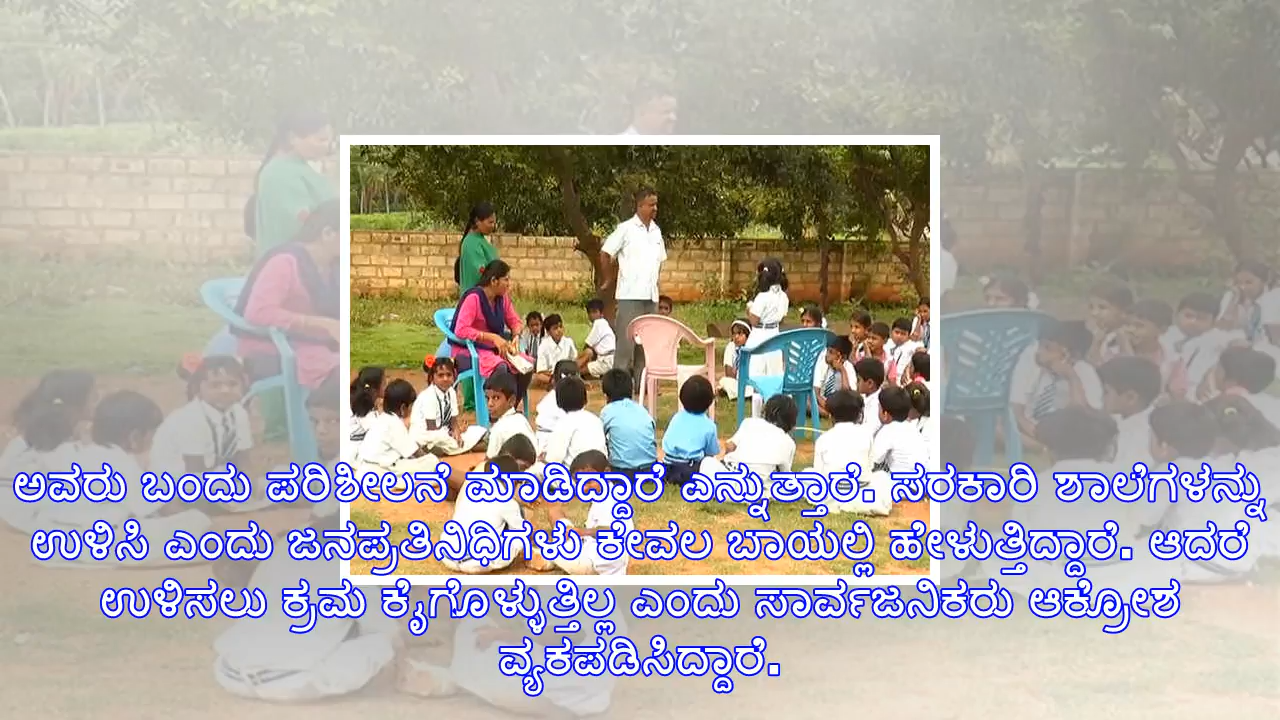 ಅವರು ಬಂದು ಪರಿಶೀಲನೆ ಮಾಡಿದ್ದಾರೆ ಎನ್ನುತ್ತಾರೆ. ಸರಕಾರಿ ಶಾಲೆಗಳನ್ನು
ಉಳಿಸಿ ಎಂದು ಜನಪ್ರತಿನಿಧಿಗಳು ಕೇವಲ ಬಾಯಲ್ಲಿ ಹೇಳುತ್ತಿದ್ದಾರೆ. ಆದರೆ
ಉಳಿಸಲು ಕ್ರಮ ಕೈಗೊಳ್ಳುತ್ತಿಲ್ಲ ಎಂದು ಸಾರ್ವಜನಿಕರು ಆಕ್ರೋಶ
ವ್ಯಕಪಡಿಸಿದ್ದಾರೆ.